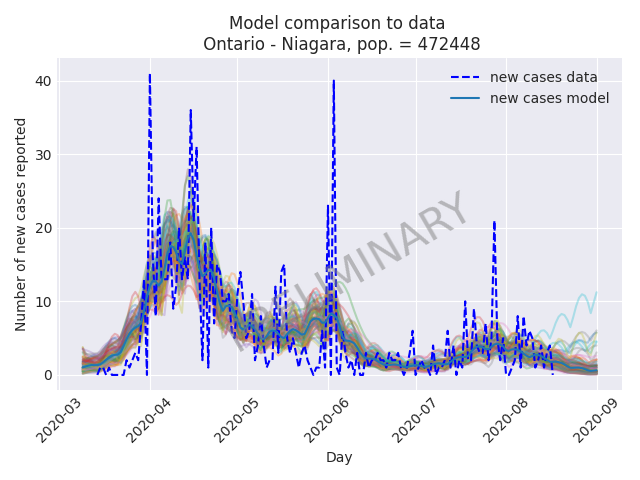 Model comparison to data
Ontario - Niagara, pop. = 472448
new cases data
new cases model
Number of new cases reported
40
30
20
10
0
2020-03
2020-04
2020-05
2020-06
2020-07
2020-08
2020-09
Day